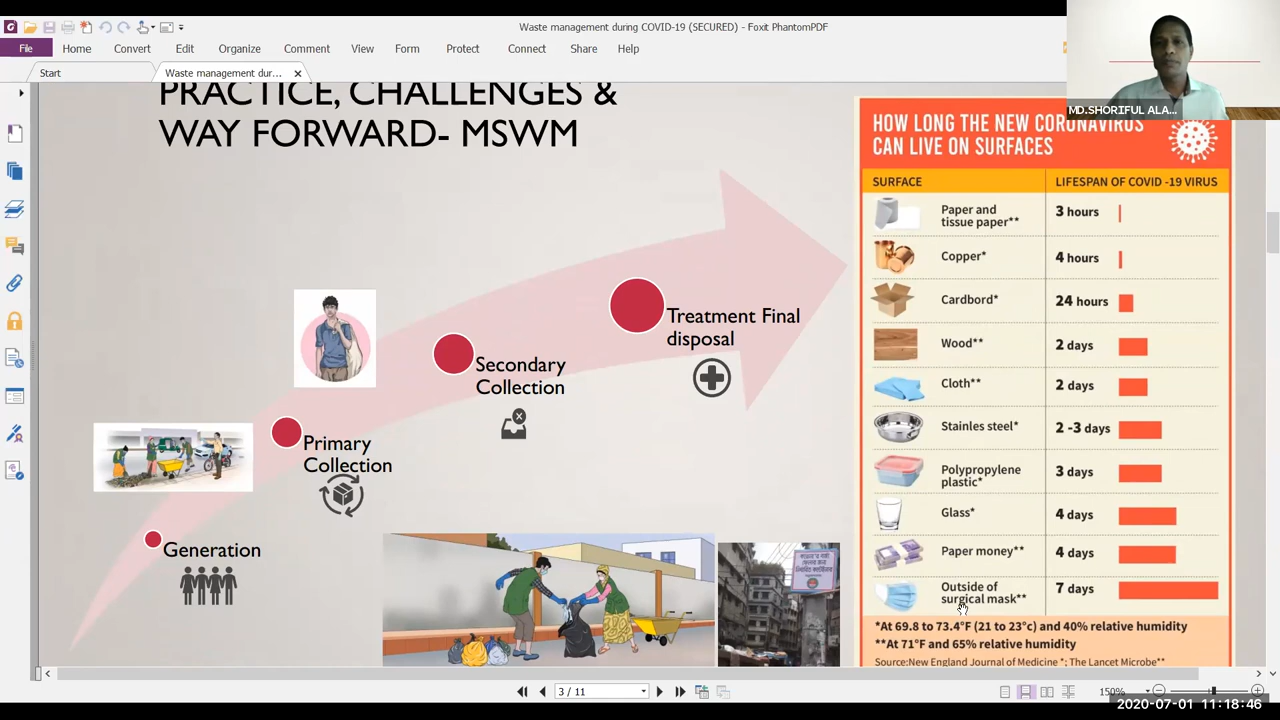 Waste management during COVID-19 (SECURED) - Foxit PhantomPDF
File Home Convert Edit Organize Comment View Form Protect Connect Share Help
Start
Waste management dur...
MD.SHORIFUL ALA...
PRACTICE, CHALLENGES &
WAY FORWARD- MSWM
Generation
Primary
Collection
Secondary
Collection
Treatment Final
disposal
HOW LONG THE NEW CORONAVIRUS
CAN LIVE ON SURFACES
SURFACE LIFESPAN OF COVID -19 VIRUS
Paper and
tissue paper**
3 hours
Copper* 4 hours
Cardbord* 24 hours
Wood** 2 days
Cloth** 2 days
Stainles steel* 2 -3 days
Polypropylene
plastic*
3 days
Glass* 4 days
Paper money** 4 days
Outside of
surgical mask**
7 days
*At 69.8 to 73.4°F (21 to 23°c) and 40% relative humidity
**At 71°F and 65% relative humidity
Source:New England Journal of Medicine *; The Lancet Microbe**
3 / 11
150%
2020-07-01 11:18:46